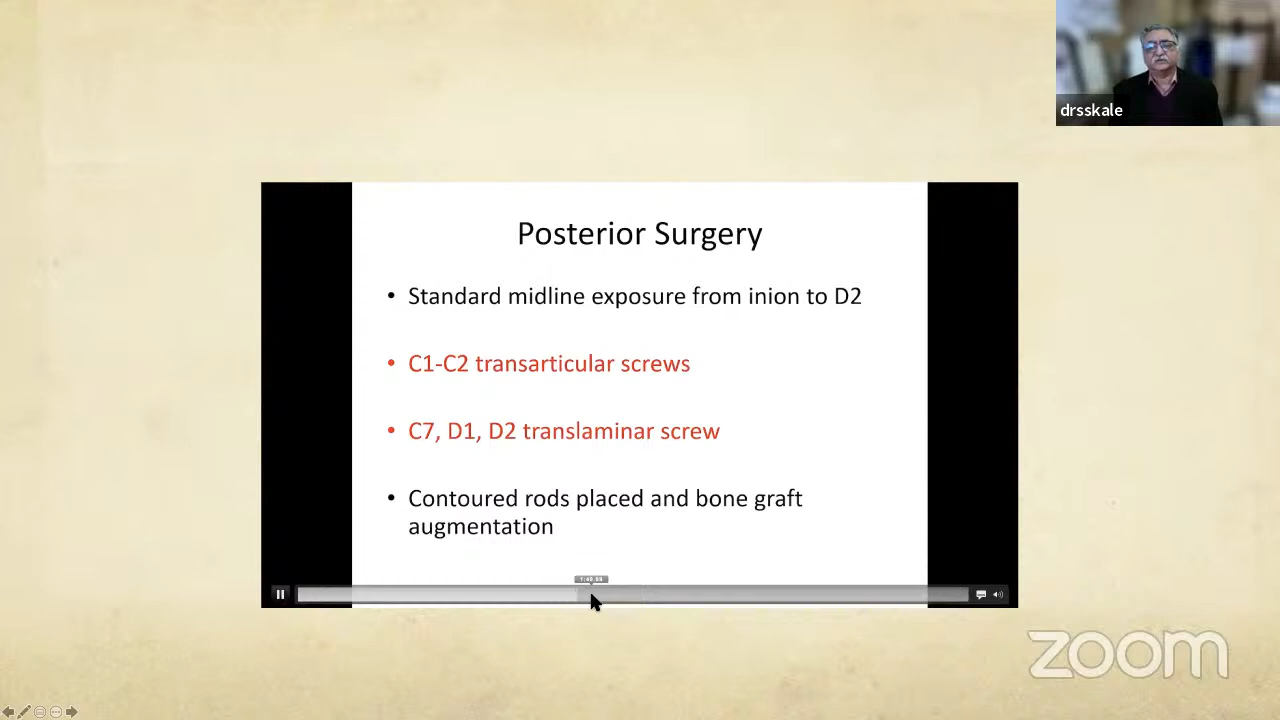 drsskale
Posterior Surgery
• Standard midline exposure from inion to D2
• C1-C2 transarticular screws
• C7, D1, D2 translaminar screw
• Contoured rods placed and bone graft
augmentation
zoom